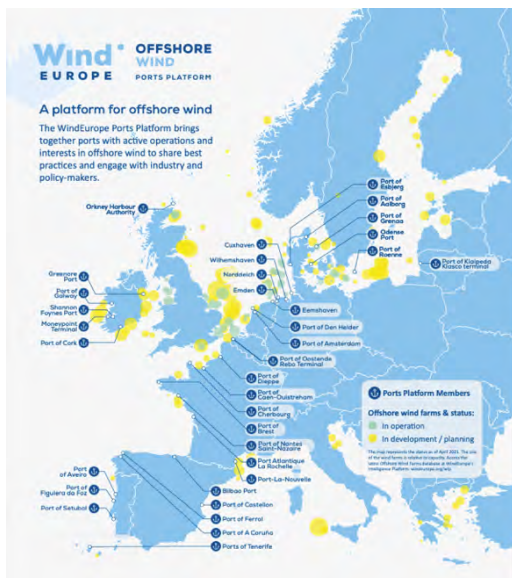 Wind
EUROPE
OFFSHORE
WIND
PORTS PLATFORM
A platform for offshore wind
The WindEurope Ports Platform brings
together ports with active operations and
interests in offshore wind to share best
practices and engage with industry and
policy-makers.
Orkney Harbour
Authority
Greenore
Port
Port of
Galway
Shannon
Foynes Port
Moneypoint
Terminal
Port of Cork
Cuxhaven
Wilhemshaven
Norddeich
Emden
Port of
Esbjerg
Port of
Aalborg
Port of
Grenaa
Odense
Port
Port of
Roenne
Port of Klaipeda
Klasco terminal
Eemshaven
Port of Den Helder
Port of Amsterdam
Port of Oostende
Rebo Terminal
Port of
Dieppe
Port of
Caen-Ouistreham
Port of
Cherbourg
Port of
Brest
Port of Nantes
Saint-Nazaire
Port Atlantique
La Rochelle
Port-La-Nouvelle
Port
of Aveiro
Port of
Figueira da Foz
Port of Setubal
Bilbao Port
Port of Castellon
Port of Ferrol
Port of A Coruña
Ports of Tenerife
Ports Platform Members
Offshore wind farms & status:
In operation
In development / planning